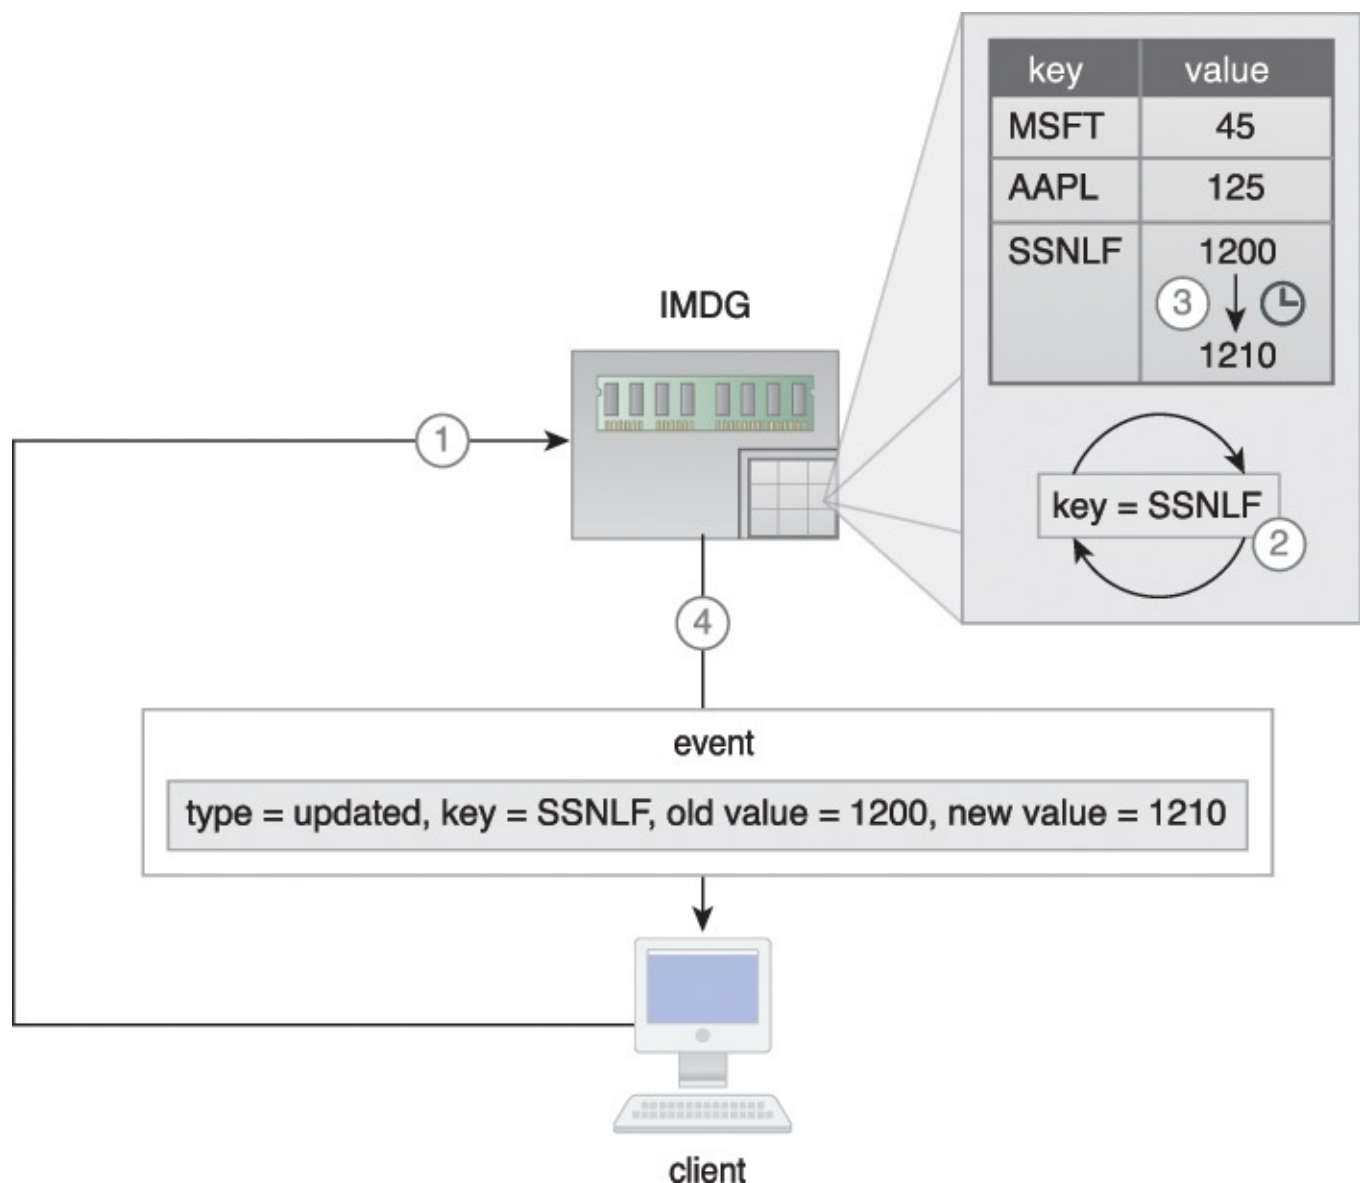 key value
MSFT 45
AAPL 125
SSNLF 1200
3
1210
IMDG
1
key = SSNLF
2
4
event
type = updated, key = SSNLF, old value = 1200, new value = 1210
client